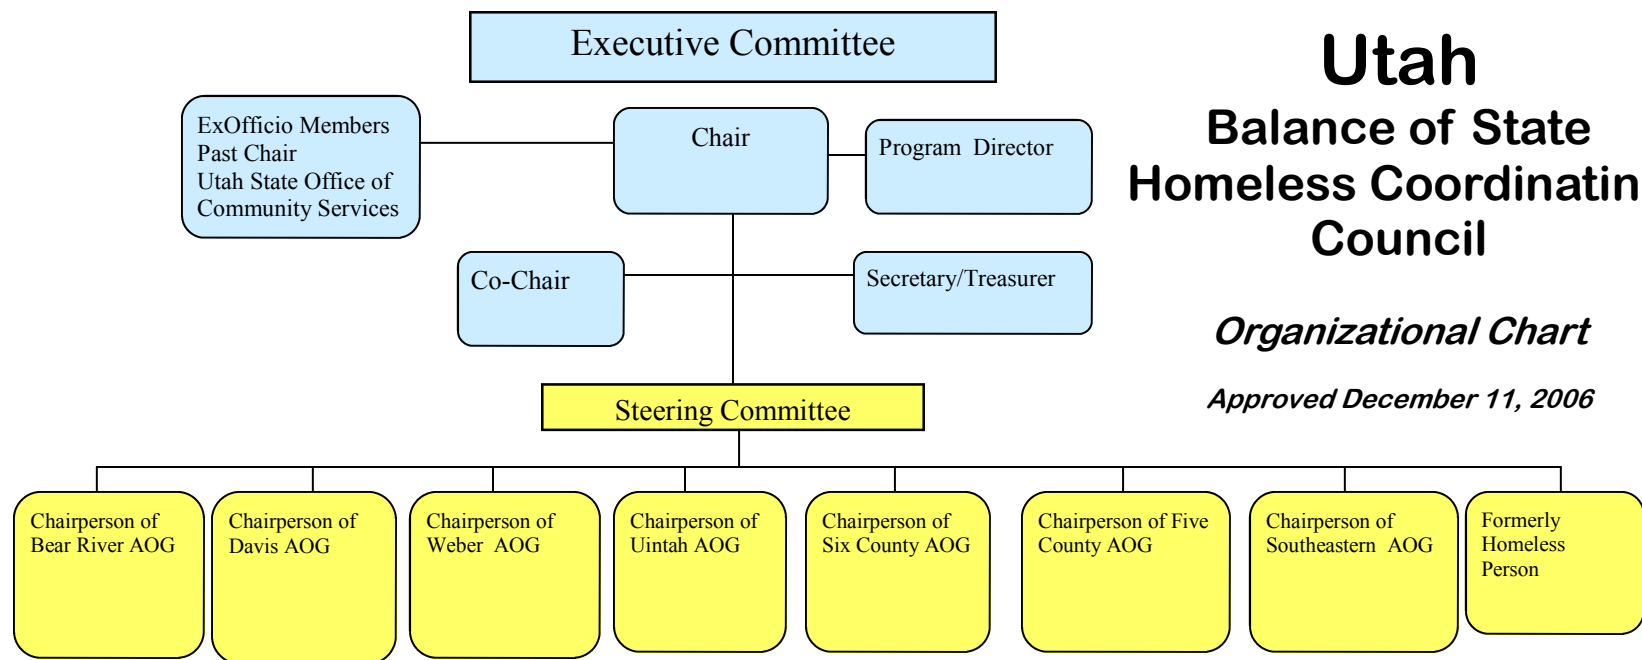 Executive Committee
Utah
Balance of State
Homeless Coordinatin
Council
Organizational Chart
Approved December 11, 2006
ExOfficio Members
Past Chair
Utah State Office of
Community Services
Chair
Program Director
Co-Chair
Secretary/Treasurer
Steering Committee
Chairperson of
Bear River AOG
Chairperson of
Davis AOG
Chairperson of
Weber AOG
Chairperson of
Uintah AOG
Chairperson of
Six County AOG
Chairperson of Five
County AOG
Chairperson of
Southeastern AOG
Formerly
Homeless
Person